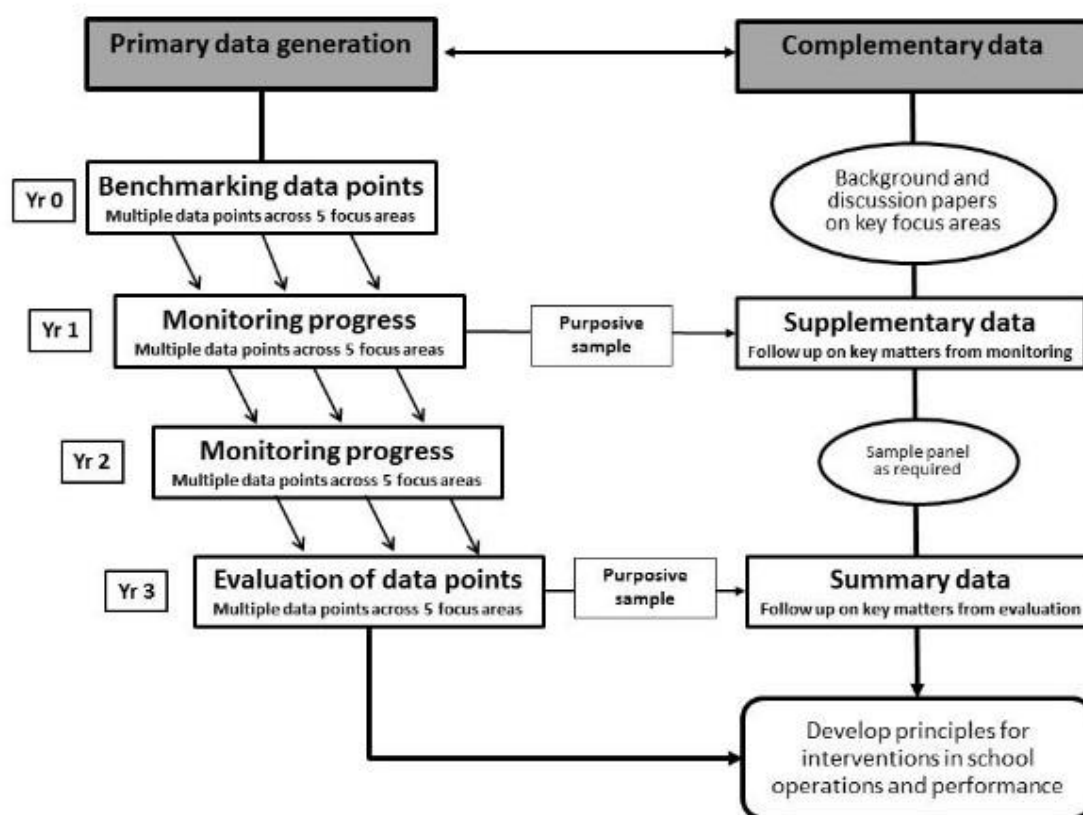 Primary data generation
Complementary data
Yr 0
Benchmarking data points
Multiple data points across 5 focus areas
Background and
discussion papers
on key focus areas
Yr 1
Monitoring progress
Multiple data points across 5 focus areas
Purposive
sample
Supplementary data
Follow up on key matters from monitoring
Yr 2
Monitoring progress
Multiple data points across 5 focus areas
Sample panel
as required
Yr 3
Evaluation of data points
Multiple data points across 5 focus areas
Purposive
sample
Summary data
Follow up on key matters from evaluation
Develop principles for
interventions in school
operations and performance